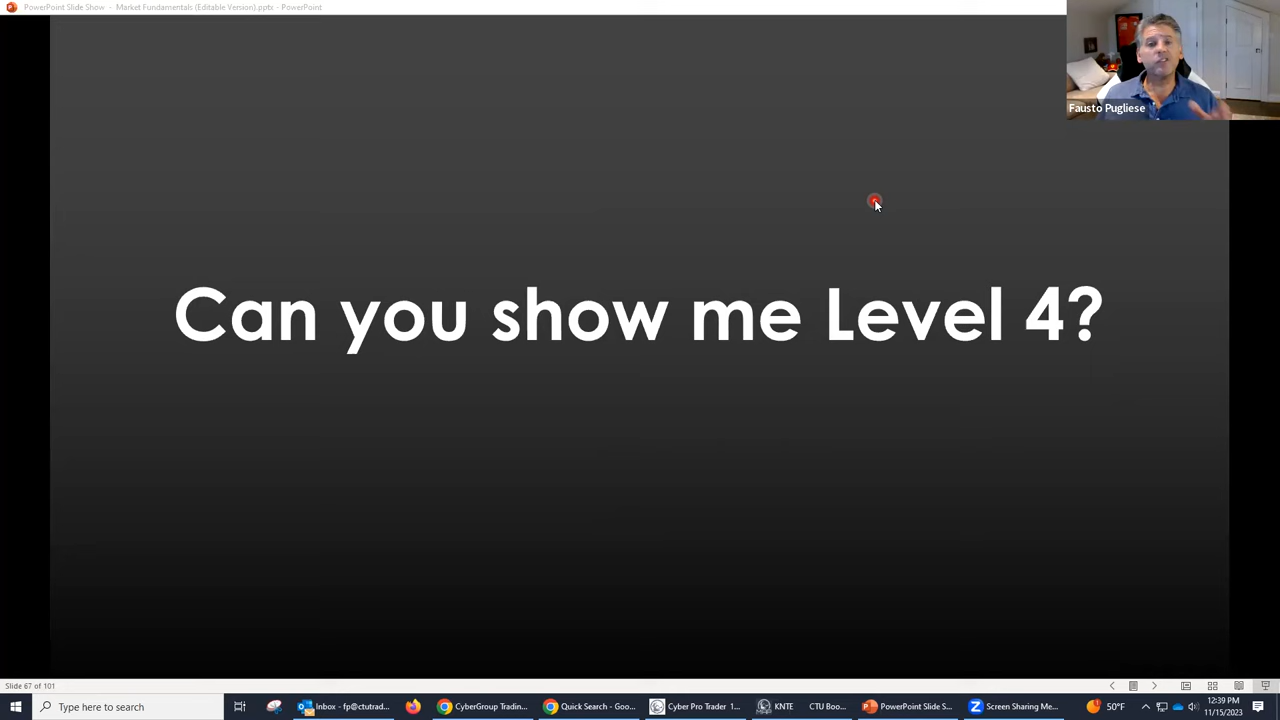 PowerPoint Slide Show - Market Fundamentals (Editable Version).pptx - PowerPoint
Fausto Pugliese
Can you show me Level 4?
Slide 67 of 101
Type here to search
Inbox - fp@ctutrad...
CyberGroup Tradin...
Quick Search - Goo...
Cyber Pro Trader 1...
KNTE
CTU Boo...
PowerPoint Slide S...
Screen Sharing Me...
50°F
12:39 PM
11/15/2023